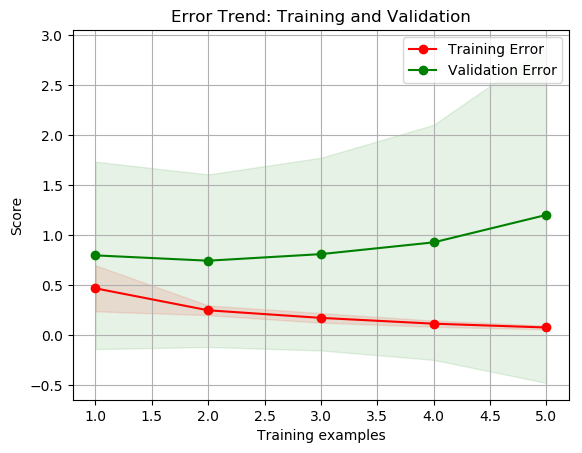 Error Trend: Training and Validation
3.0
2.5
2.0
1.5
1.0
0.5
0.0
−0.5
Score
Training Error
Validation Error
1.0 1.5 2.0 2.5 3.0 3.5 4.0 4.5 5.0
Training examples